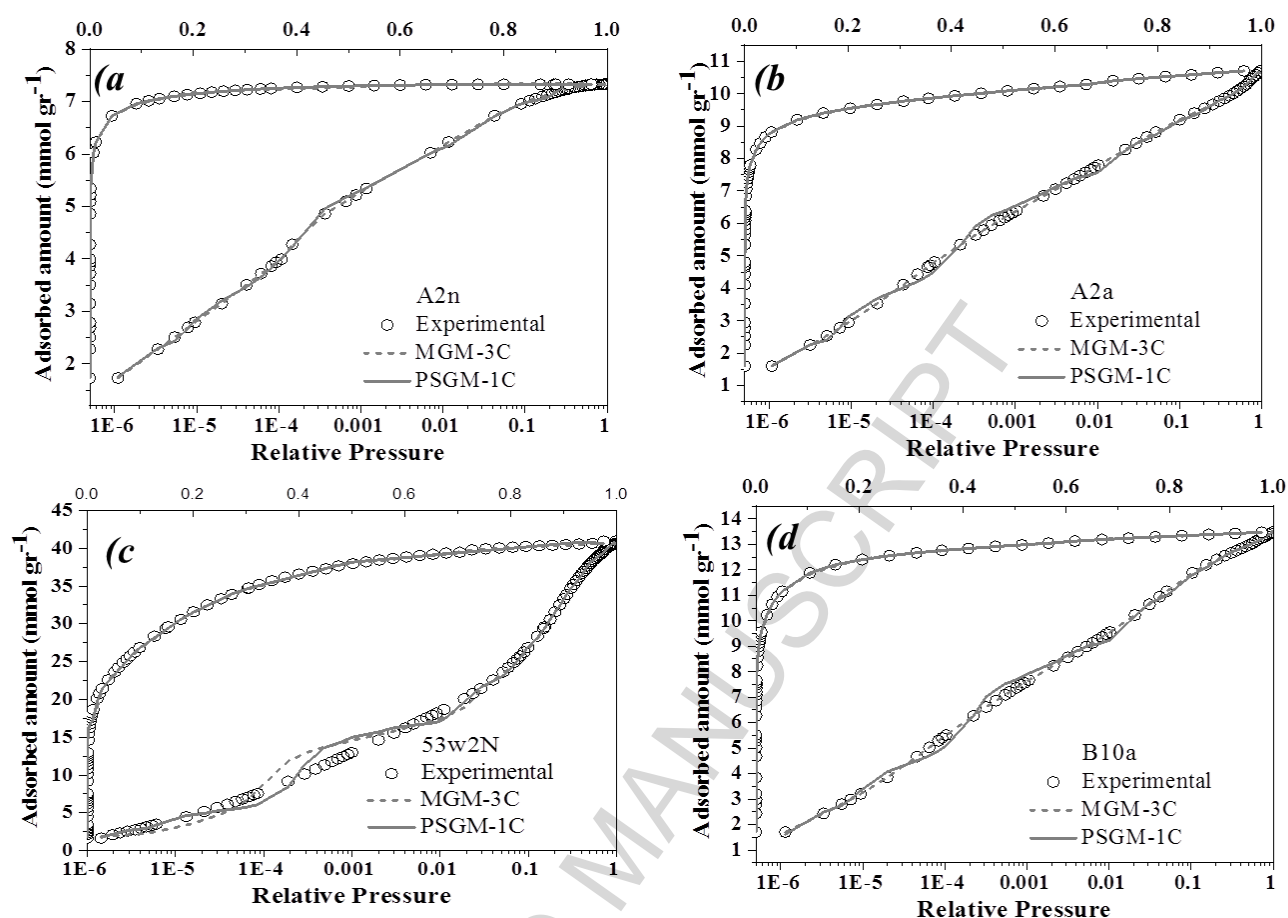 0.0 0.2 0.4 0.6 0.8 1.0
(a
8
7
6
5
4
3
2
Adsorbed amount (mmol gr⁻¹)
A2n
Experimental
MGM-3C
PSGM-1C
1E-6 1E-5 1E-4 0.001 0.01 0.1 1
Relative Pressure
0.0 0.2 0.4 0.6 0.8 1.0
(b
11
10
9
8
7
6
5
4
3
2
1
Adsorbed amount (mmol gr⁻¹)
A2a
Experimental
MGM-3C
PSGM-1C
1E-6 1E-5 1E-4 0.001 0.01 0.1 1
Relative Pressure
0.0 0.2 0.4 0.6 0.8 1.0
(c
45
40
35
30
25
20
15
10
5
0
Adsorbed amount (mmol gr⁻¹)
53w2N
Experimental
MGM-3C
PSGM-1C
1E-6 1E-5 1E-4 0.001 0.01 0.1 1
Relative Pressure
0.0 0.2 0.4 0.6 0.8 1.0
(d
14
13
12
11
10
9
8
7
6
5
4
3
2
1
Adsorbed amount (mmol gr⁻¹)
B10a
Experimental
MGM-3C
PSGM-1C
1E-6 1E-5 1E-4 0.001 0.01 0.1 1
Relative Pressure
MANUSCRIPT